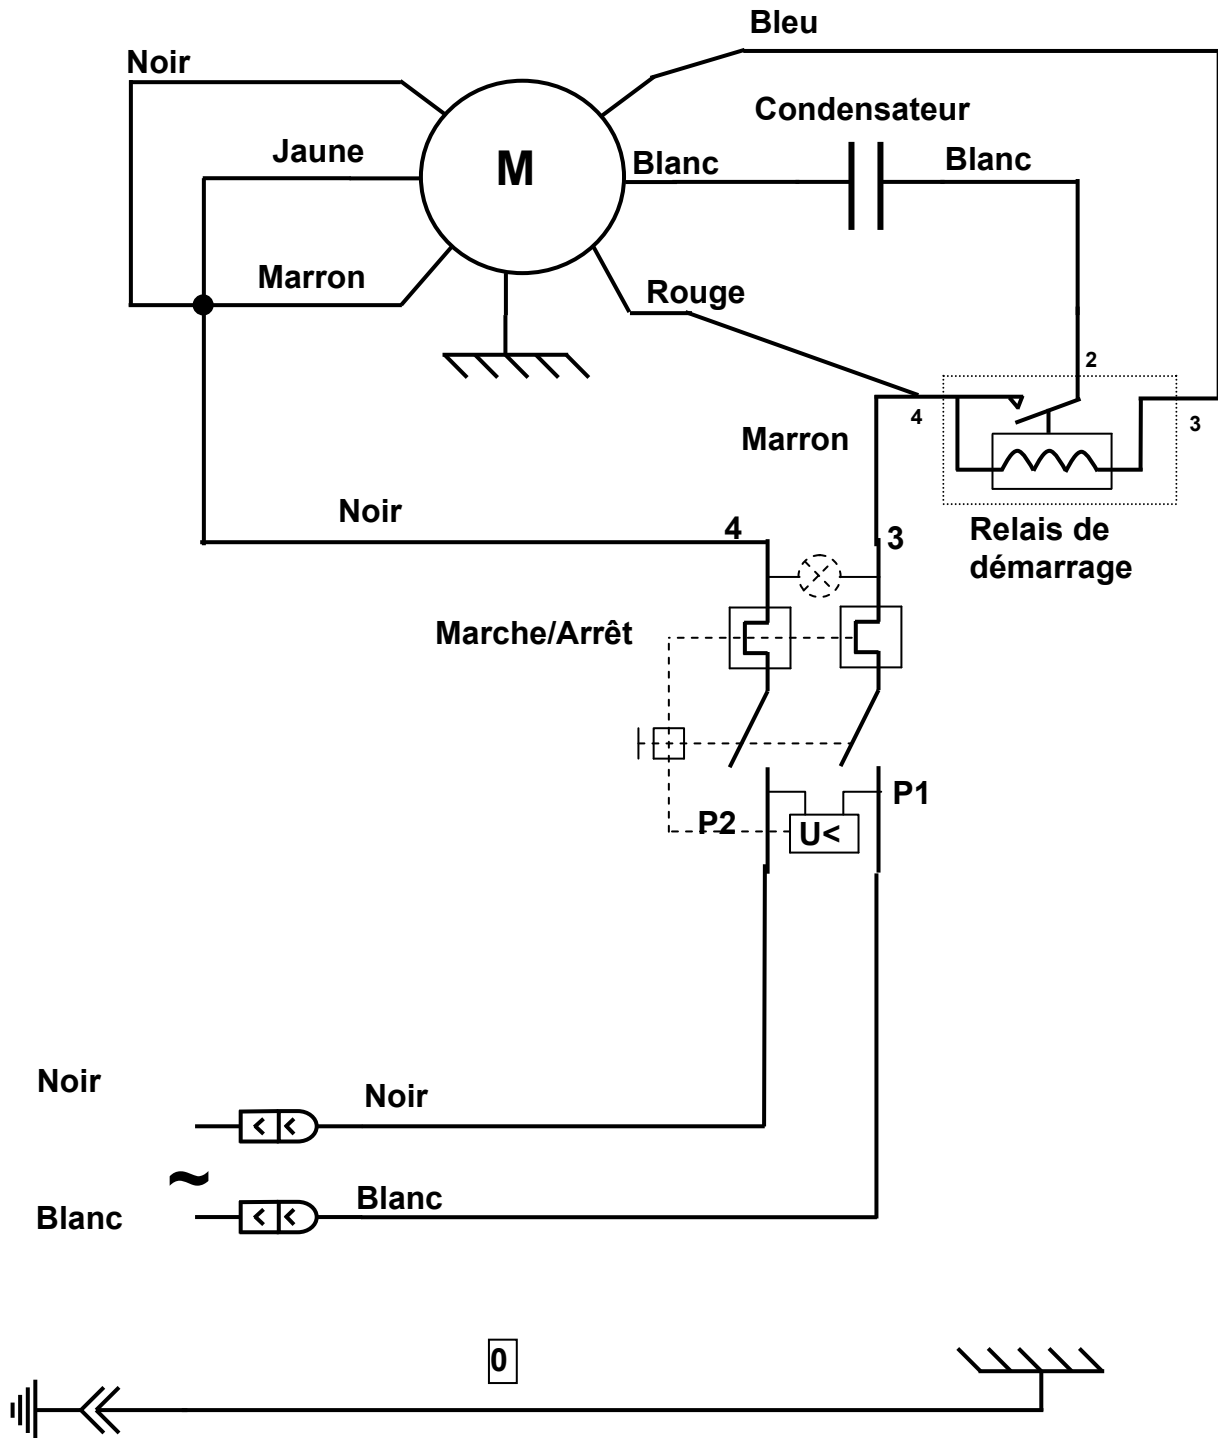 Bleu
Noir
Condensateur
Jaune
M
Blanc
Blanc
Marron
Rouge
2
4
3
Marron
Noir
4
3
Relais de
démarrage
Marche/Arrêt
P1
P2
U<
Noir
Noir
~
Blanc
Blanc
0